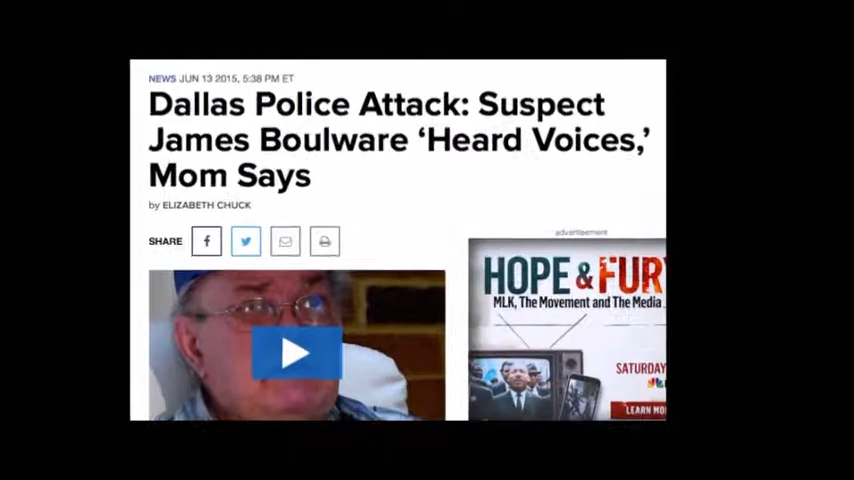 NEWS JUN 13 2015, 5:38 PM ET
Dallas Police Attack: Suspect
James Boulware ‘Heard Voices,’
Mom Says
by ELIZABETH CHUCK
SHARE
advertisement
HOPE & FURY
MLK, The Movement and The Media
SATURDAY
LEARN MO